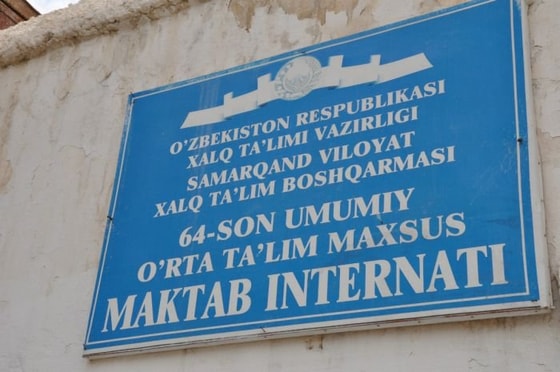 O'ZBEKISTON RESPUBLIKASI
XALQ TA'LIMI VAZIRLIGI
SAMARQAND VILOYAT
XALQ TA'LIM BOSHQARMASI
64-SON UMUMIY
O'RTA TA'LIM MAXSUS
MAKTAB INTERNATI